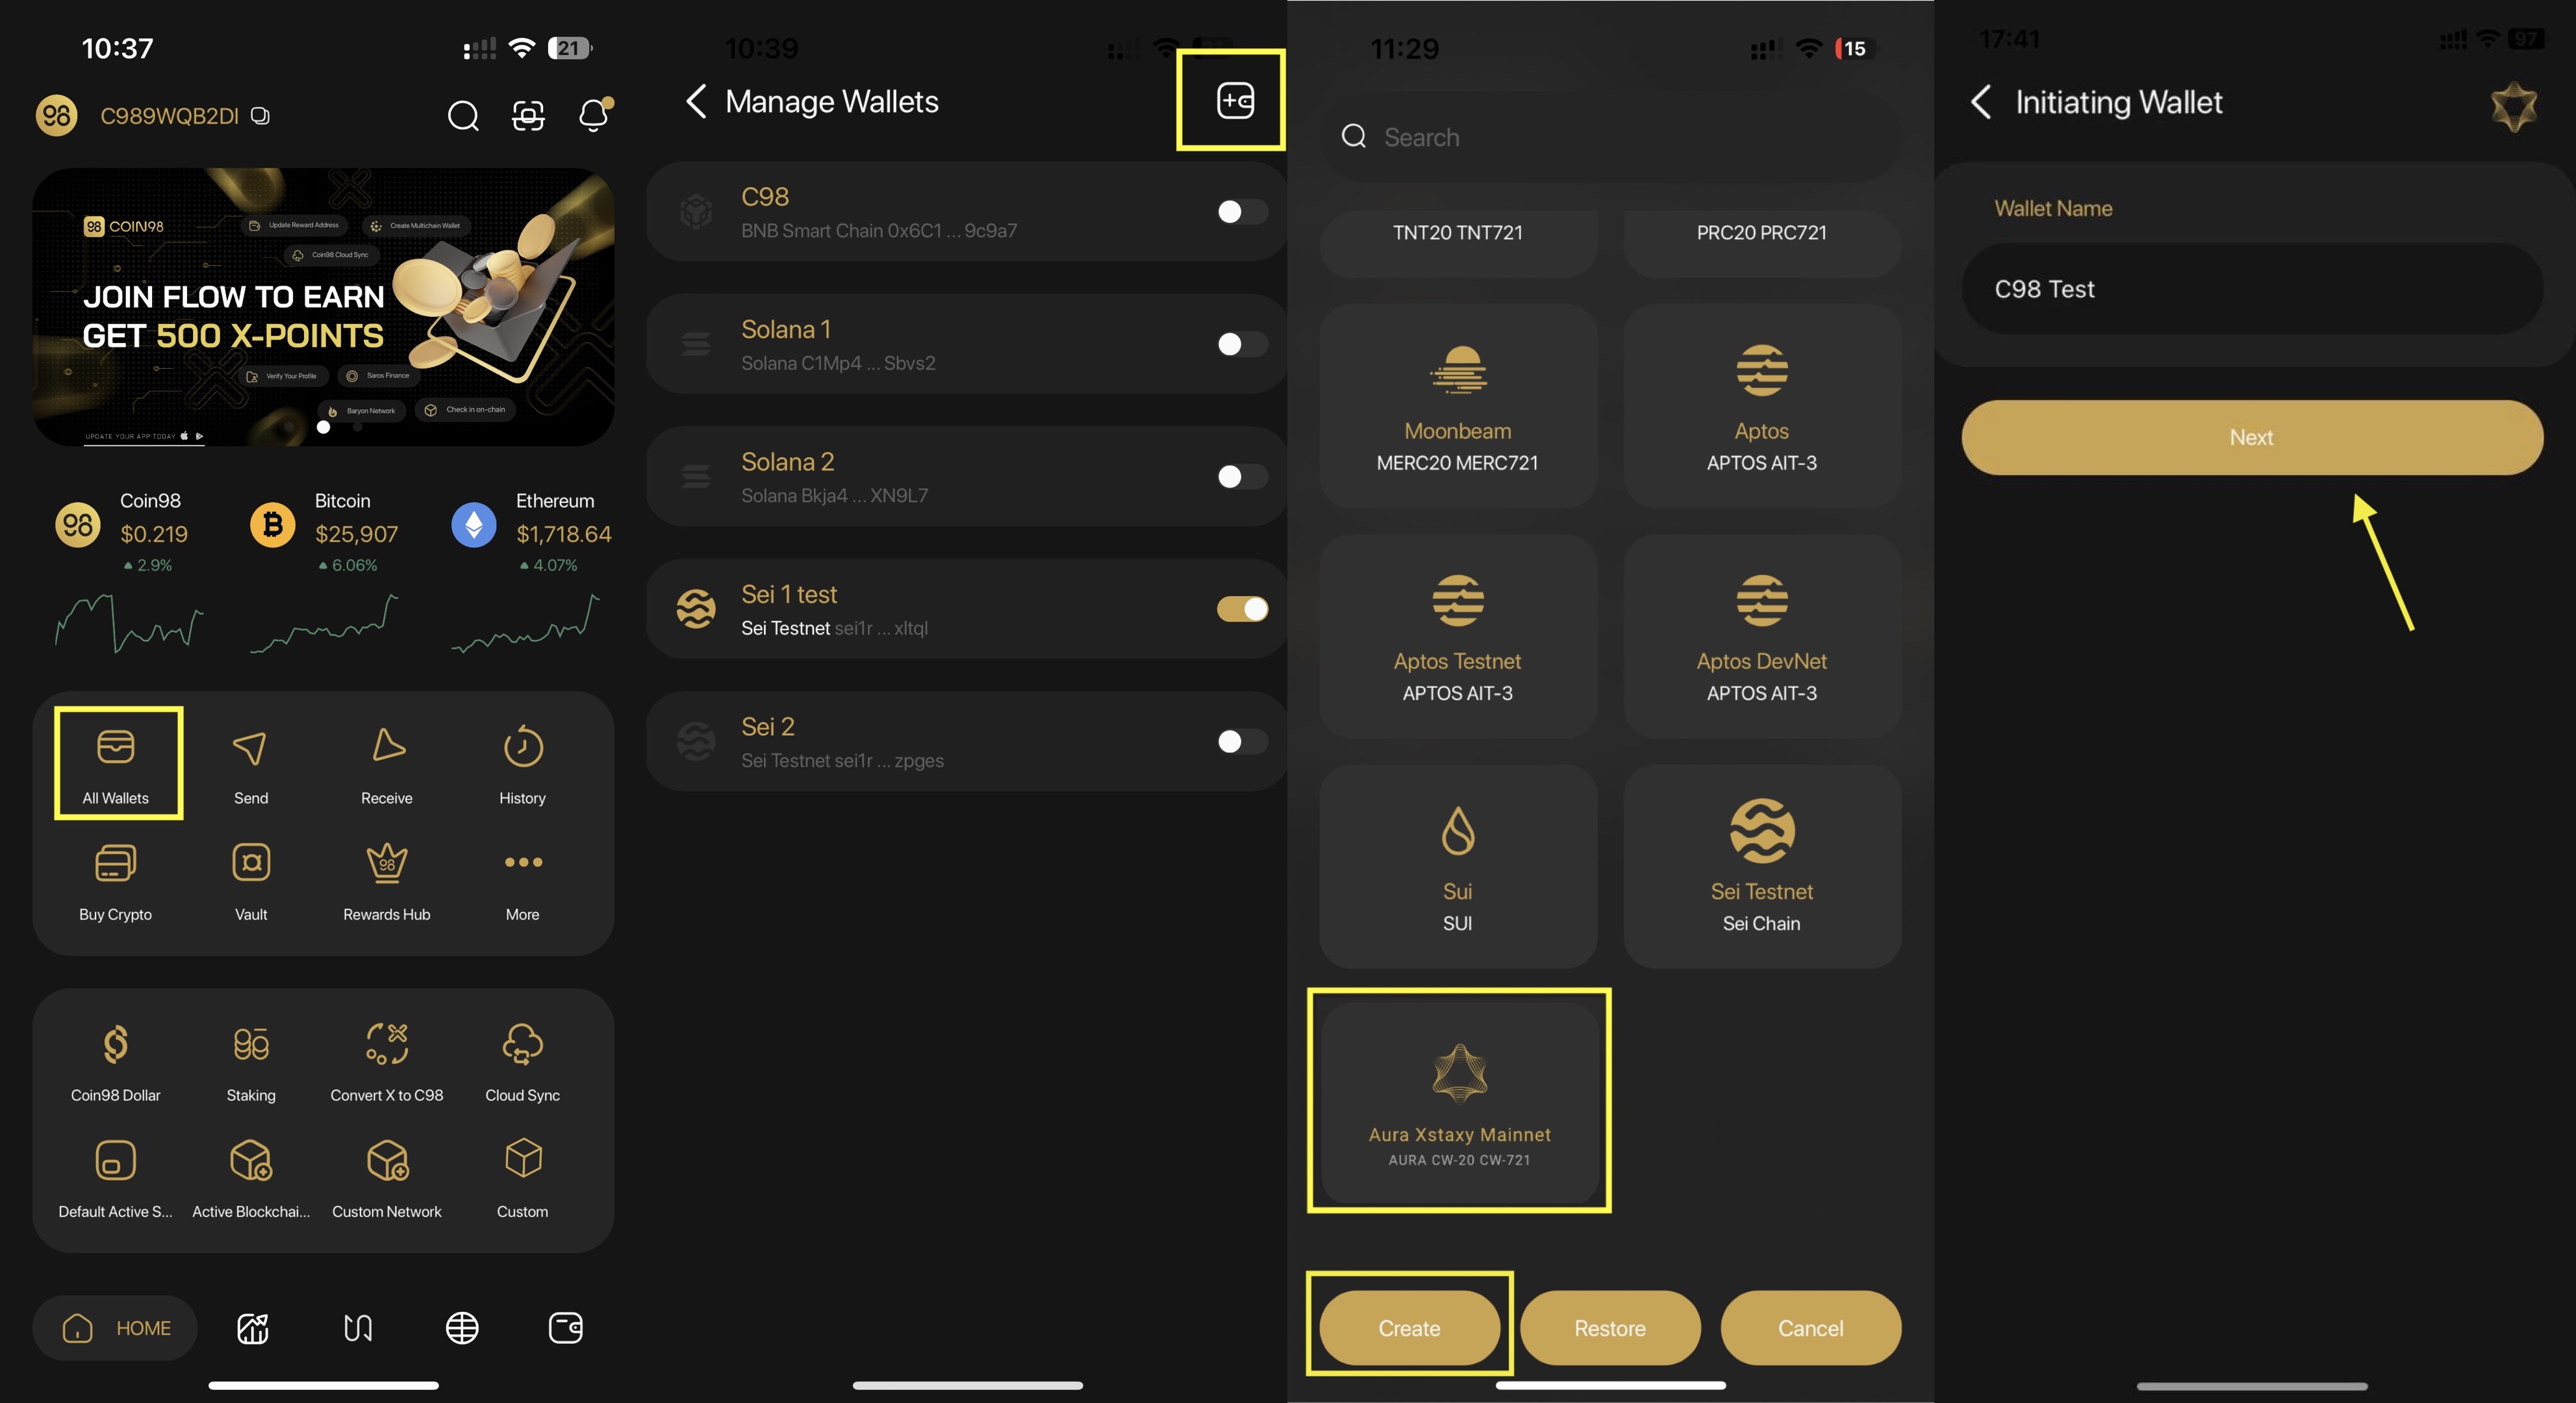 10:37
21
C989WQB2DI
COIN98
Update Reward Address
Create Multichain Wallet
Coin98 Cloud Sync
JOIN FLOW TO EARN
GET 500 X-POINTS
Verify Your Profile
Saros Finance
Baryon Network
Check in on-chain
UPDATE YOUR APP TODAY
Coin98
$0.219
2.9%
Bitcoin
$25,907
6.06%
Ethereum
$1,718.64
4.07%
All Wallets
Send
Receive
History
Buy Crypto
Vault
Rewards Hub
More
Coin98 Dollar
Staking
Convert X to C98
Cloud Sync
Default Active S...
Active Blockchai...
Custom Network
Custom
HOME
10:39
Manage Wallets
C98
BNB Smart Chain 0x6C1 ... 9c9a7
Solana 1
Solana C1Mp4 ... Sbvs2
Solana 2
Solana Bkja4 ... XN9L7
Sei 1 test
Sei Testnet sei1r ... xltql
Sei 2
Sei Testnet sei1r ... zpges
11:29
15
Search
TNT20 TNT721
PRC20 PRC721
Moonbeam
MERC20 MERC721
Aptos
APTOS AIT-3
Aptos Testnet
APTOS AIT-3
Aptos DevNet
APTOS AIT-3
Sui
SUI
Sei Testnet
Sei Chain
Aura Xstaxy Mainnet
AURA CW-20 CW-721
Create
Restore
Cancel
17:41
97
Initiating Wallet
Wallet Name
C98 Test
Next